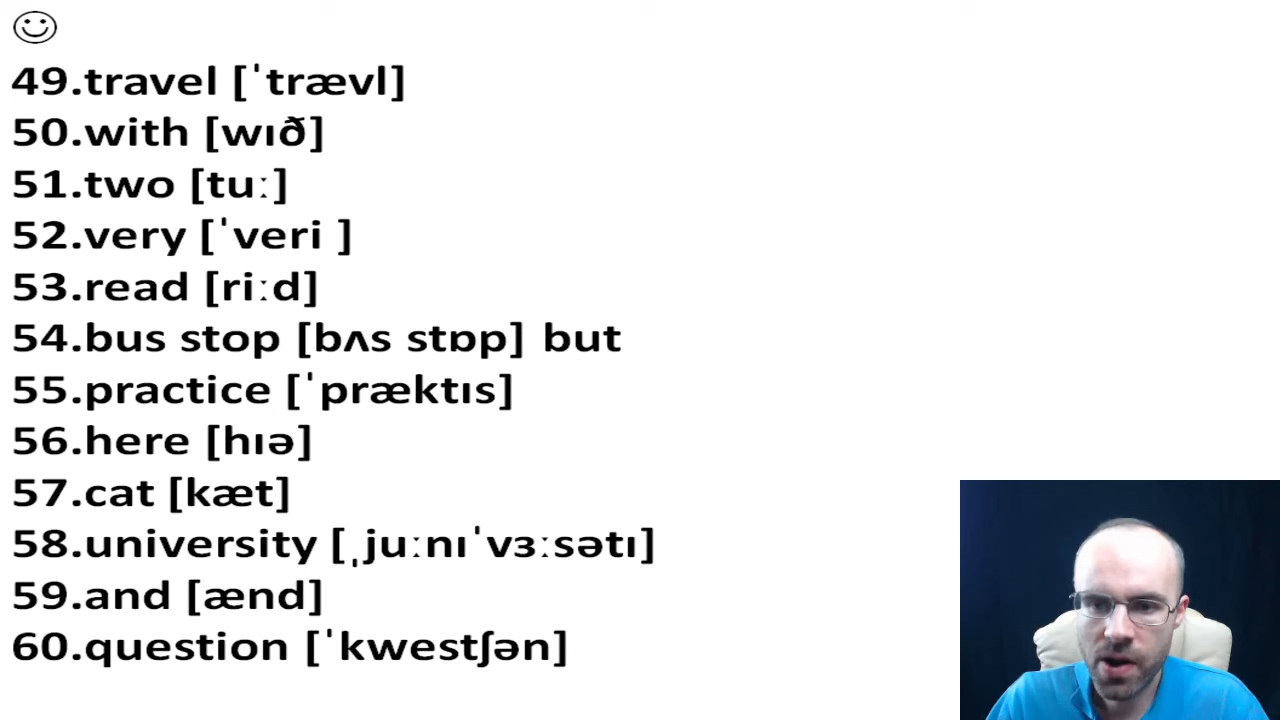 49.travel [ˈtrævl]
50.with [wɪð]
51.two [tuː]
52.very [ˈveri ]
53.read [riːd]
54.bus stop [bʌs stɒp] but
55.practice [ˈpræktɪs]
56.here [hɪə]
57.cat [kæt]
58.university [ˌjuːnɪˈvɜːsətɪ]
59.and [ænd]
60.question [ˈkwestʃən]